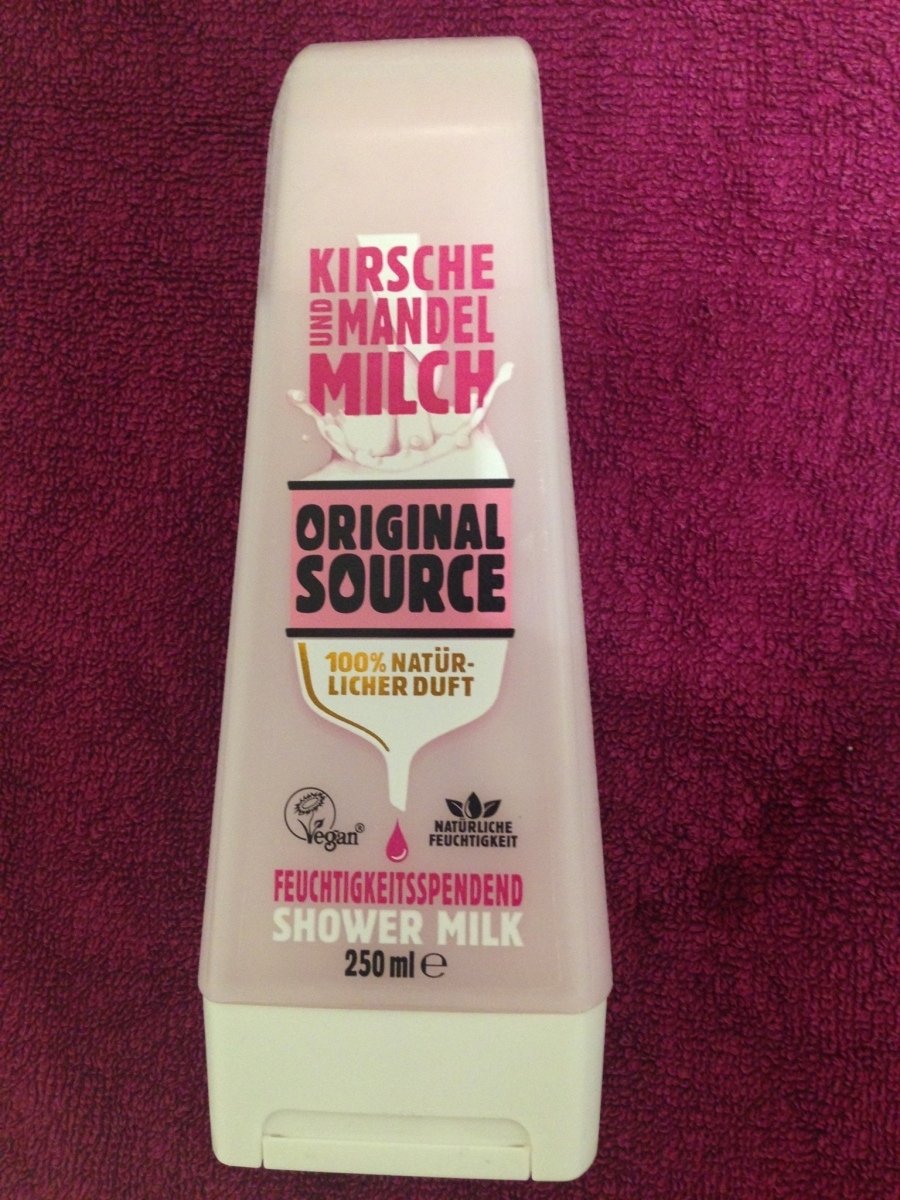 KIRSCHE
UND MANDEL
MILCH
ORIGINAL
SOURCE
100% NATÜR-
LICHER DUFT
Vegan®
NATÜRLICHE
FEUCHTIGKEIT
FEUCHTIGKEITSSPENDEND
SHOWER MILK
250 ml ℮